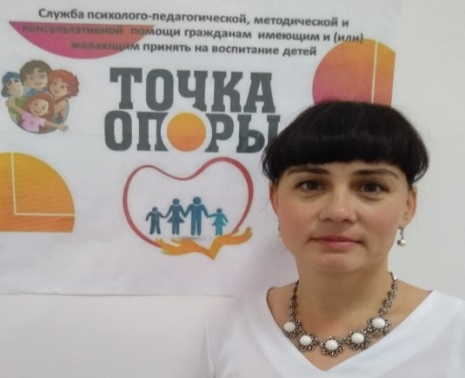 Служба психолого-педагогической, методической и
консультативной помощи гражданам имеющим и (или)
желающим принять на воспитание детей
ТОЧКА
ОПОРЫ